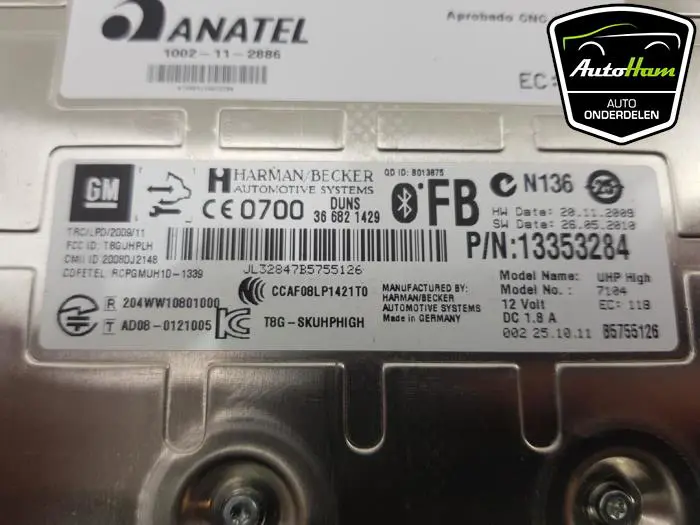 ANATEL
1002-11-2886
Aprobado CNC
EC:
AutoHam
AUTO
ONDERDELEN
GM
HARMAN/BECKER
AUTOMOTIVE SYSTEMS
QD ID: B013875
CE 0700
DUNS
36 682 1429
FB
N136
25
HW Date: 20.11.2009
SW Date: 26.05.2010
P/N:13353284
TRC/LPD/2009/11
FCC ID: T8GUHPLH
CMII ID 2008DJ2148
COFETEL: RCPGMUH10-1339
JL32847B5755126
CCAF08LP1421T0
MANUFACTURED BY:
HARMAN/BECKER
AUTOMOTIVE SYSTEMS
Made in GERMANY
Model Name: UHP High
Model No.: 7104
12 Volt EC: 118
DC 1.8 A
002 25.10.11 B5755126
R 204WW10801000
T AD08-0121005
T8G-SKUHPHIGH